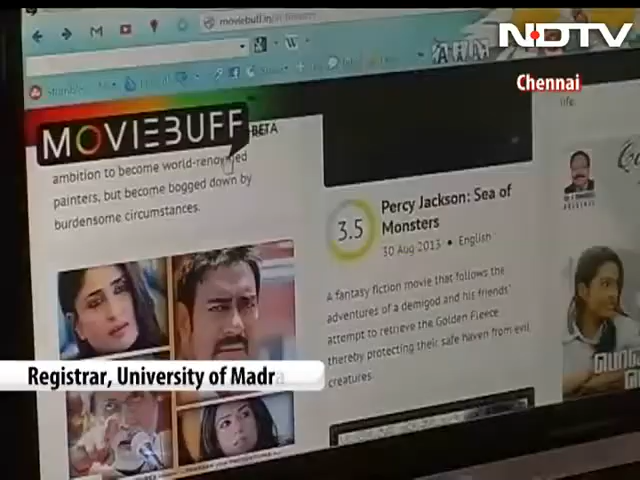 moviebuff.in
NDTV
Chennai
MOVIEBUFF
BETA
ambition to become world-renowned
painters, but become bogged down by
burdensome circumstances.
3.5
Percy Jackson: Sea of
Monsters
30 Aug 2013 • English
A fantasy fiction movie that follows the
adventures of a demigod and his friends'
attempt to retrieve the Golden Fleece
thereby protecting their safe haven from evil
creatures.
life.
Registrar, University of Madr